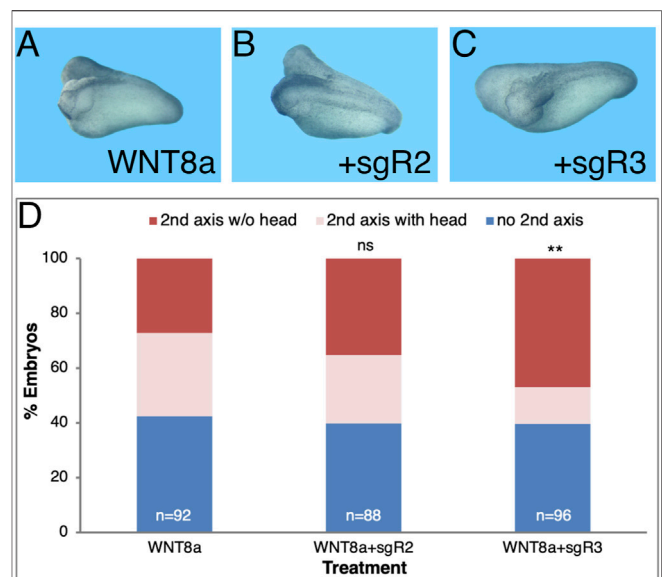 A
B
C
WNT8a
+sgR2
+sgR3
D
2nd axis w/o head 2nd axis with head no 2nd axis
ns
**
100
80
60
40
20
0
% Embryos
n=92 n=88 n=96
WNT8a WNT8a+sgR2 WNT8a+sgR3
Treatment